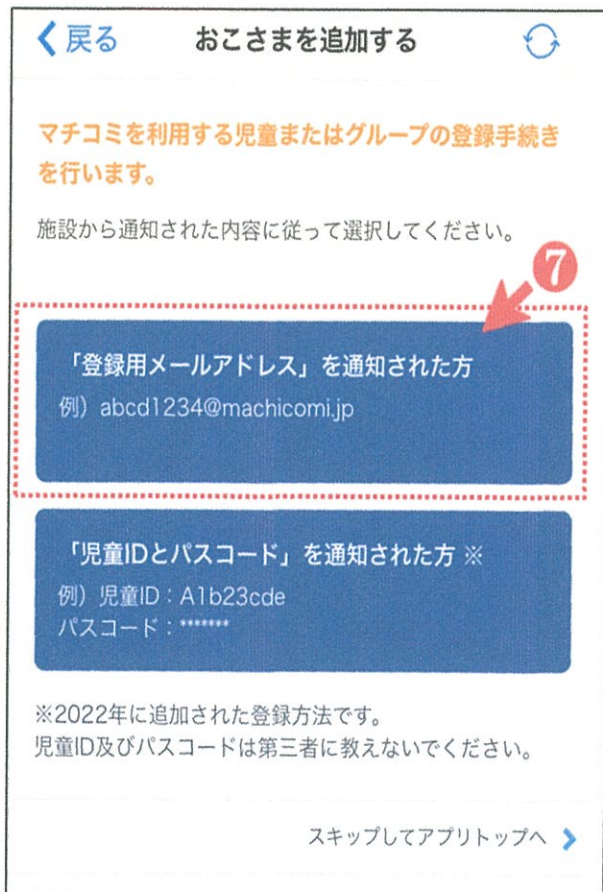 戻る おこさまを追加する
マチコミを利用する児童またはグループの登録手続き
を行います。
施設から通知された内容に従って選択してください。
7
「登録用メールアドレス」を通知された方
例）abcd1234@machicomi.jp
「児童IDとパスコード」を通知された方 ※
例）児童ID：A1b23cde
パスコード：*******
※2022年に追加された登録方法です。
児童ID及びパスコードは第三者に教えないでください。
スキップしてアプリトップへ